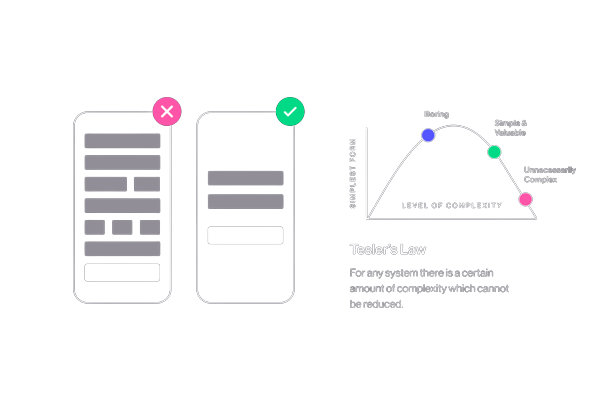 Boring
Simple &
Valuable
Unnecessarily
Complex
SIMPLEST FORM
LEVEL OF COMPLEXITY
Tesler's Law
For any system there is a certain
amount of complexity which cannot
be reduced.